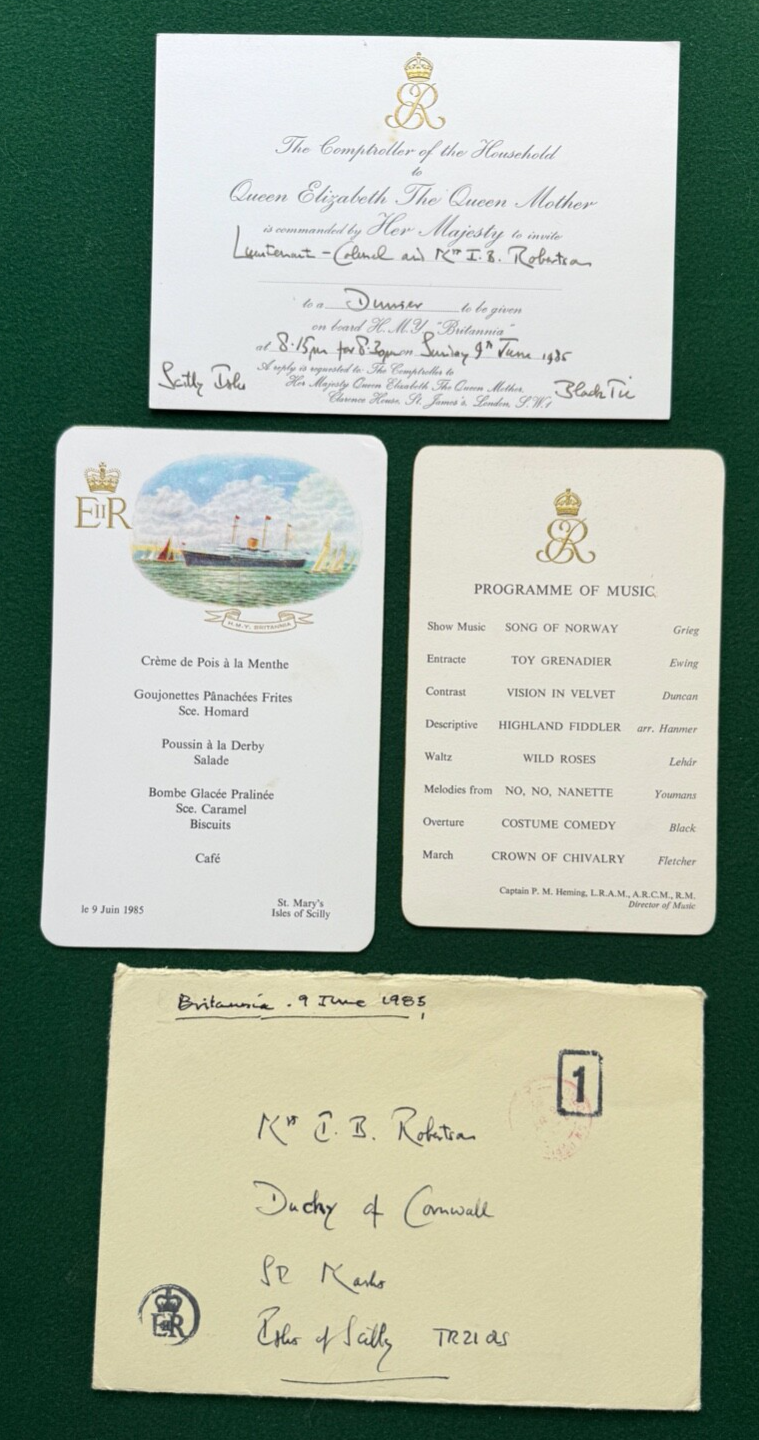 ER
The Comptroller of the Household
to
Queen Elizabeth The Queen Mother
is commanded by Her Majesty to invite
Lieutenant-Colonel and Mrs I. B. Robertson
to a Dinner to be given
on board H.M.Y. "Britannia"
at 8.15pm for 8.30pm on Sunday 9th June 1985
Scilly Isles
A reply is requested to: The Comptroller to
Her Majesty Queen Elizabeth The Queen Mother,
Clarence House, St. James's, London, S.W.1
Black Tie
EIIR
H.M.Y. BRITANNIA
Crème de Pois à la Menthe
Goujonettes Pânachées Frites
Sce. Homard
Poussin à la Derby
Salade
Bombe Glacée Pralinée
Sce. Caramel
Biscuits
Café
le 9 Juin 1985
St. Mary's
Isles of Scilly
ER
PROGRAMME OF MUSIC
Show Music SONG OF NORWAY Grieg
Entracte TOY GRENADIER Ewing
Contrast VISION IN VELVET Duncan
Descriptive HIGHLAND FIDDLER arr. Hanmer
Waltz WILD ROSES Lehár
Melodies from NO, NO, NANETTE Youmans
Overture COSTUME COMEDY Black
March CROWN OF CHIVALRY Fletcher
Captain P. M. Heming, L.R.A.M., A.R.C.M., R.M.
Director of Music
Britannia . 9 June 1985
1
Mrs I. B. Robertson
Duchy of Cornwall
St Marks
Isles of Scilly TR21
EIIR